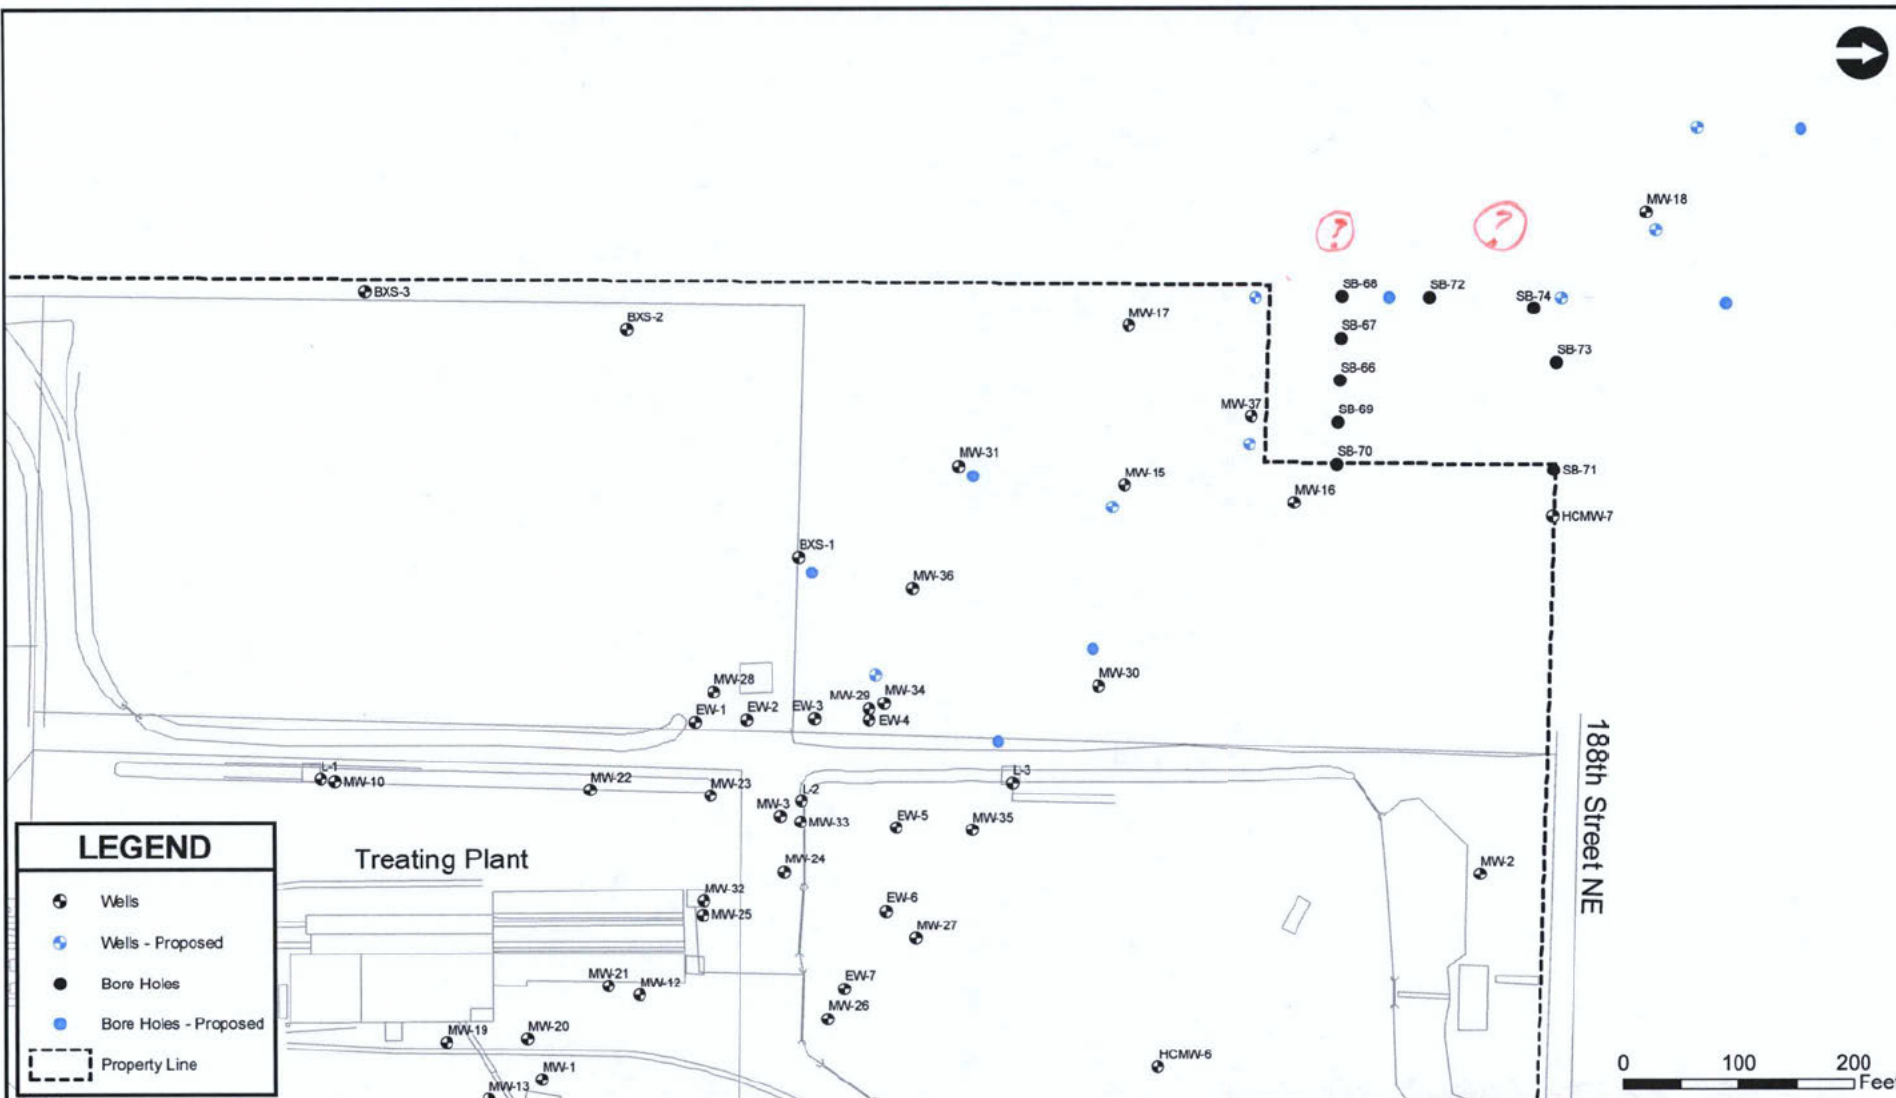 MW-18
?
?
SB-68
SB-72
SB-74
BXS-3
BXS-2
MW-17
SB-67
SB-73
SB-66
MW-37
SB-69
MW-31
SB-70
SB-71
MW-15
MW-16
HCMW-7
BXS-1
MW-36
MW-28
MW-30
MW-29
MW-34
EW-1
EW-2
EW-3
EW-4
188th Street NE
L-1
MW-10
MW-22
MW-23
L-2
L-3
MW-3
MW-33
EW-5
MW-35
LEGEND
Wells
Wells - Proposed
Bore Holes
Bore Holes - Proposed
Property Line
Treating Plant
MW-24
MW-2
MW-32
MW-25
EW-6
MW-27
MW-21
MW-12
EW-7
MW-26
MW-19
MW-20
MW-1
MW-13
HCMW-6
0 100 200
Fee